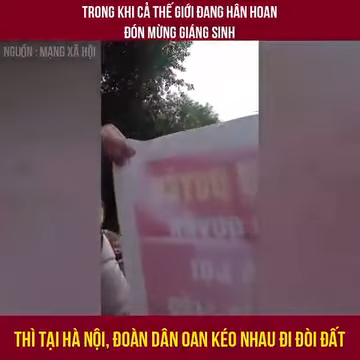 TRONG KHI CẢ THẾ GIỚI ĐANG HÂN HOAN
ĐÓN MỪNG GIÁNG SINH
NGUỒN : MẠNG XÃ HỘI
THÌ TẠI HÀ NỘI, ĐOÀN DÂN OAN KÉO NHAU ĐI ĐÒI ĐẤT